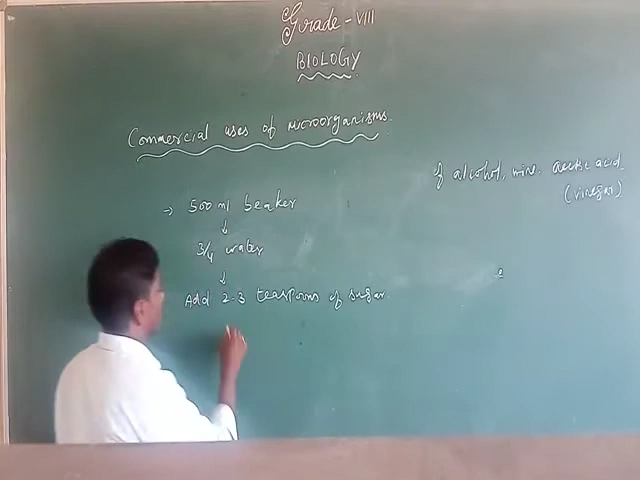 Grade - VIII
BIOLOGY
Commercial uses of microorganisms.
of alcohol, wine, acetic acid
(vinegar)
→ 500 ml beaker
↓
3/4 water
↓
Add 2-3 teaspoons of sugar